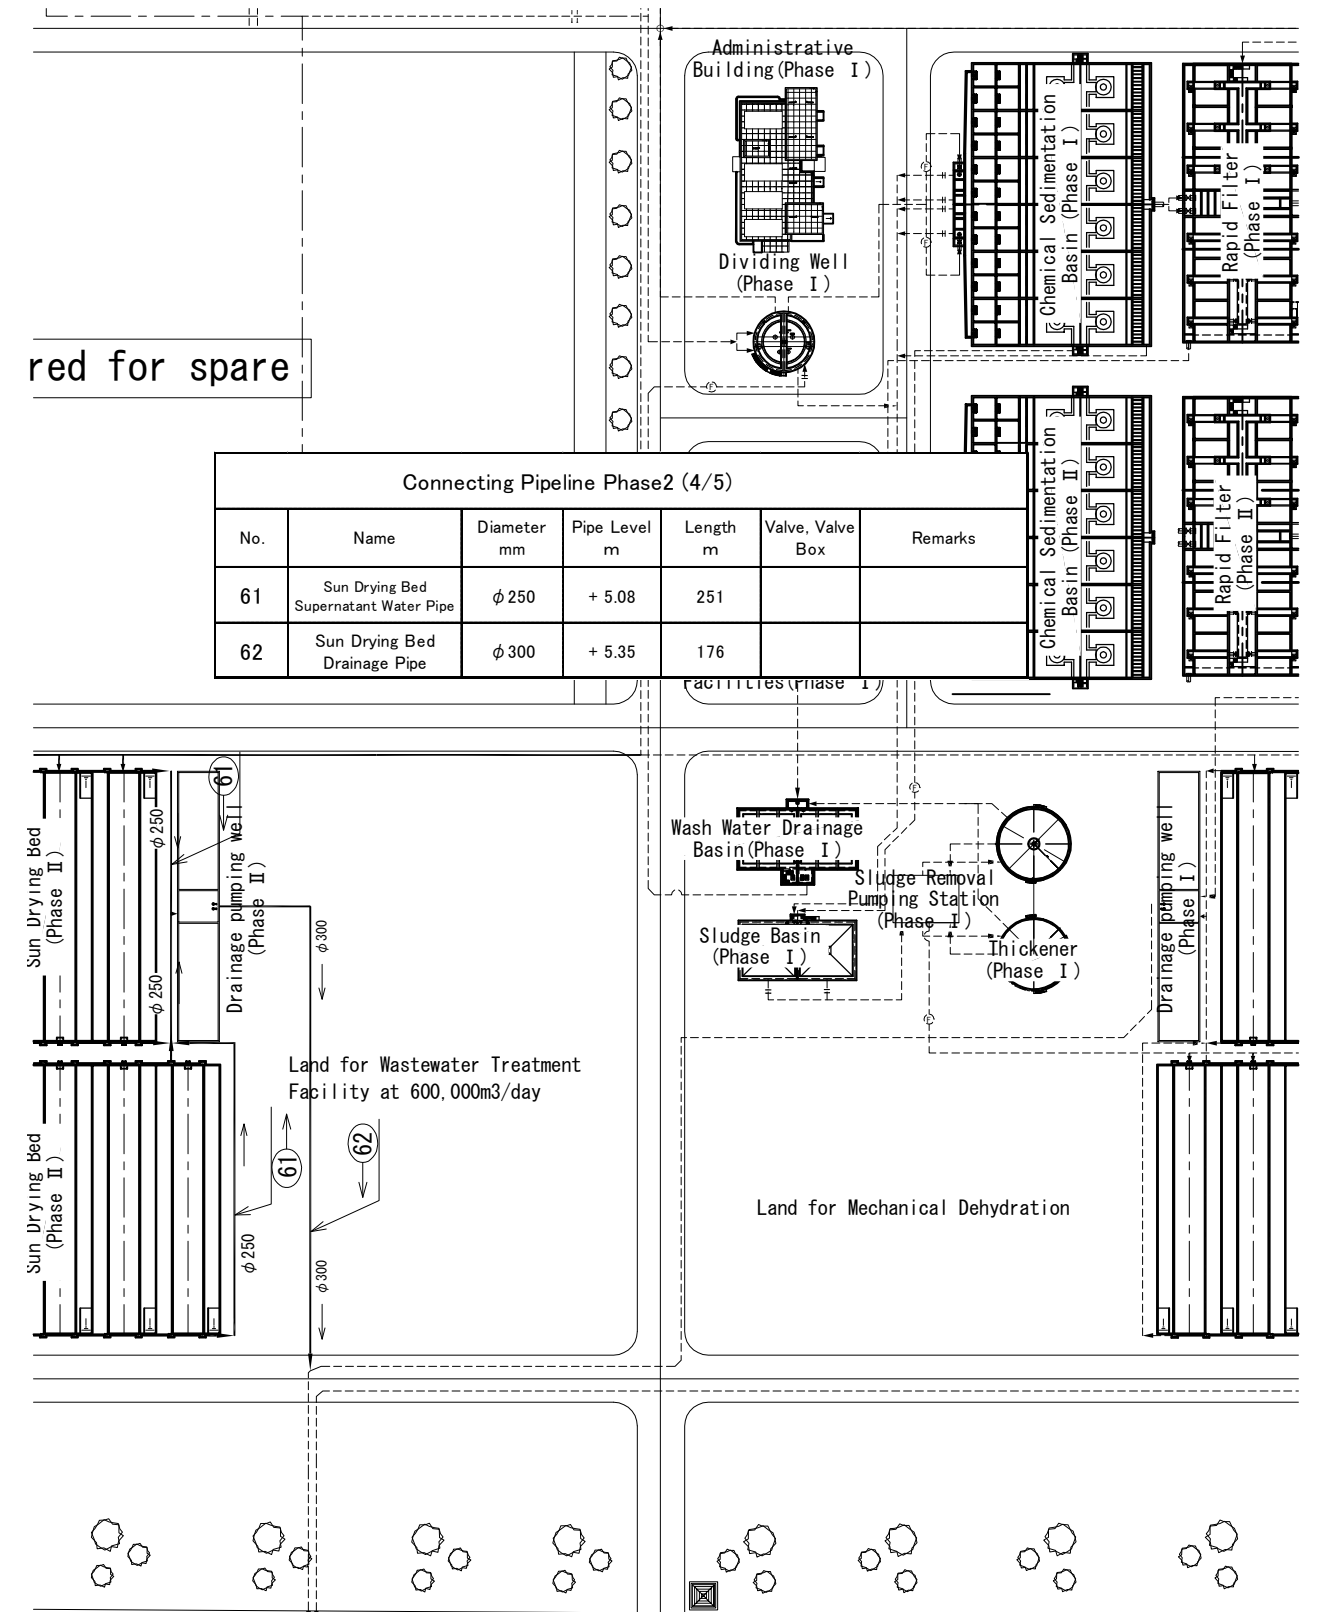 Administrative
Building(Phase Ⅰ)
Chemical Sedimentation
Basin (Phase Ⅰ)
Rapid Filter
(Phase Ⅰ)
Dividing Well
(Phase Ⅰ)
red for spare
Connecting Pipeline Phase2 (4/5)
No.
Name
Diameter
mm
Pipe Level
m
Length
m
Valve, Valve
Box
Remarks
61
Sun Drying Bed
Supernatant Water Pipe
φ250
+ 5.08
251
62
Sun Drying Bed
Drainage Pipe
φ300
+ 5.35
176
Chemical Sedimentation
Basin (Phase Ⅱ)
Rapid Filter
(Phase Ⅱ)
Facilities(Phase Ⅰ)
Sun Drying Bed
(Phase Ⅱ)
φ250
φ250
61
Drainage pumping well
(Phase Ⅱ)
φ300
Wash Water Drainage
Basin(Phase Ⅰ)
Sludge Removal
Pumping Station
(Phase Ⅰ)
Sludge Basin
(Phase Ⅰ)
Thickener
(Phase Ⅰ)
Drainage pumping well
(Phase Ⅰ)
Land for Wastewater Treatment
Facility at 600,000m3/day
Sun Drying Bed
(Phase Ⅱ)
61
62
φ250
φ300
Land for Mechanical Dehydration